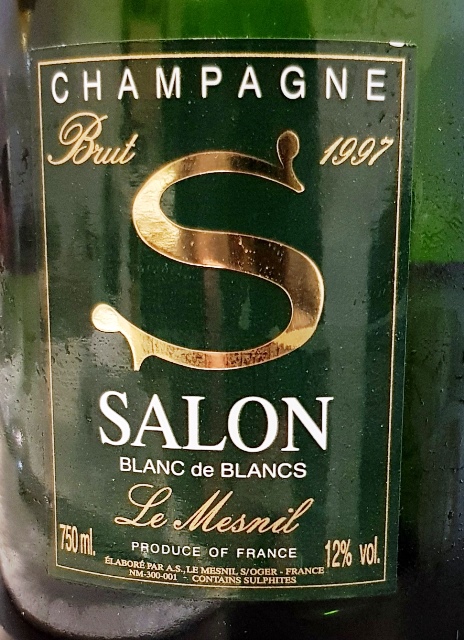 CHAMPAGNE
Brut 1997
S
SALON
BLANC de BLANCS
Le Mesnil
750 ml. PRODUCE OF FRANCE 12% vol.
ÉLABORÉ PAR A.S., LE MESNIL S/OGER - FRANCE
NM-300-001 - CONTAINS SULPHITES